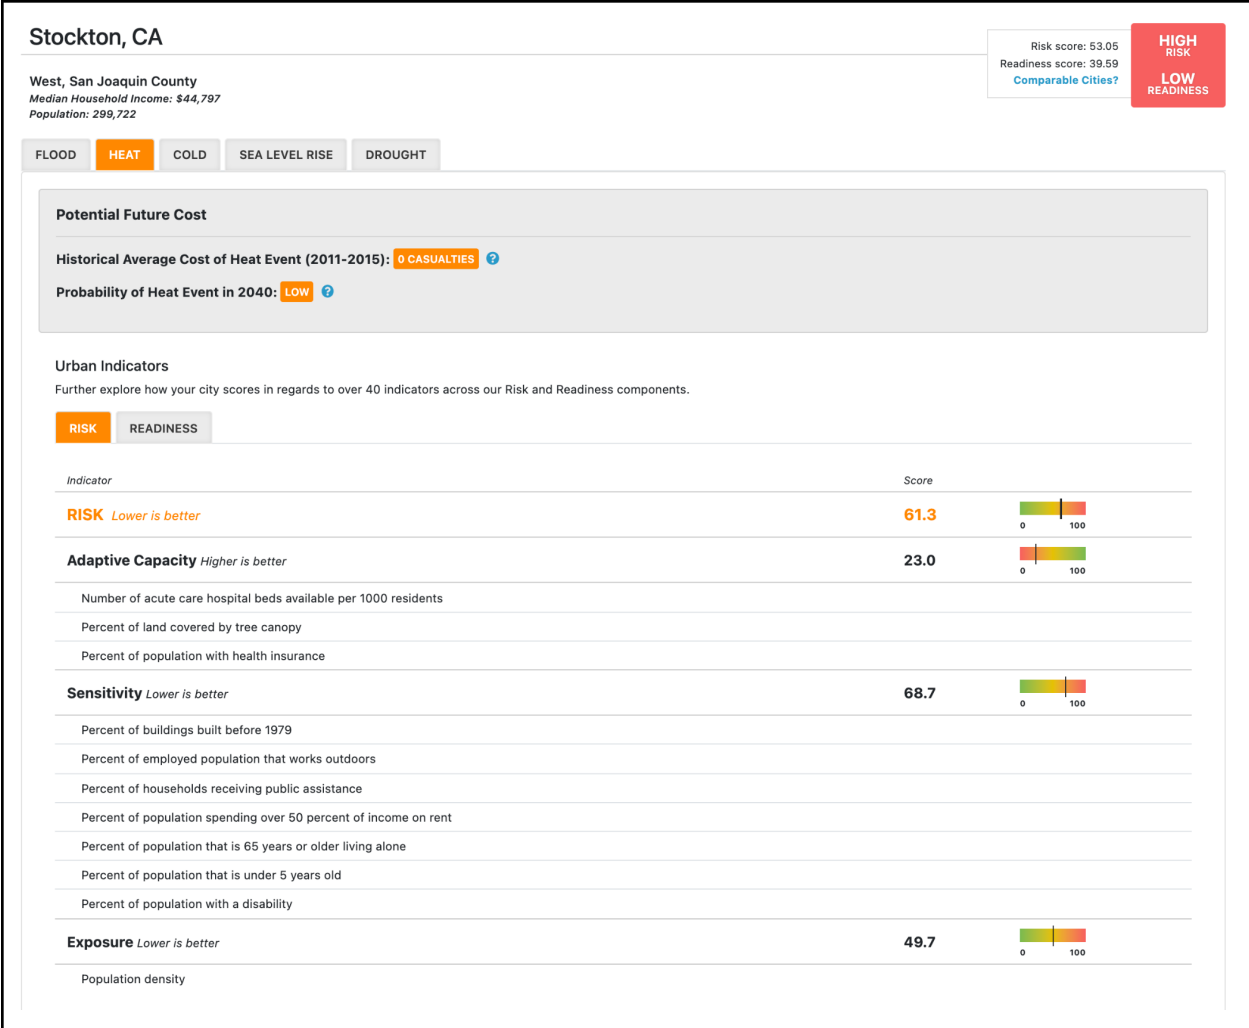 Stockton, CA
Risk score: 53.05
Readiness score: 39.59
Comparable Cities?
HIGH
RISK
LOW
READINESS
West, San Joaquin County
Median Household Income: $44,797
Population: 299,722
FLOOD HEAT COLD SEA LEVEL RISE DROUGHT
Potential Future Cost
Historical Average Cost of Heat Event (2011-2015): 0 CASUALTIES ?
Probability of Heat Event in 2040: LOW ?
Urban Indicators
Further explore how your city scores in regards to over 40 indicators across our Risk and Readiness components.
RISK READINESS
Indicator Score
RISK Lower is better 61.3
0 100
Adaptive Capacity Higher is better 23.0
0 100
Number of acute care hospital beds available per 1000 residents
Percent of land covered by tree canopy
Percent of population with health insurance
Sensitivity Lower is better 68.7
0 100
Percent of buildings built before 1979
Percent of employed population that works outdoors
Percent of households receiving public assistance
Percent of population spending over 50 percent of income on rent
Percent of population that is 65 years or older living alone
Percent of population that is under 5 years old
Percent of population with a disability
Exposure Lower is better 49.7
0 100
Population density